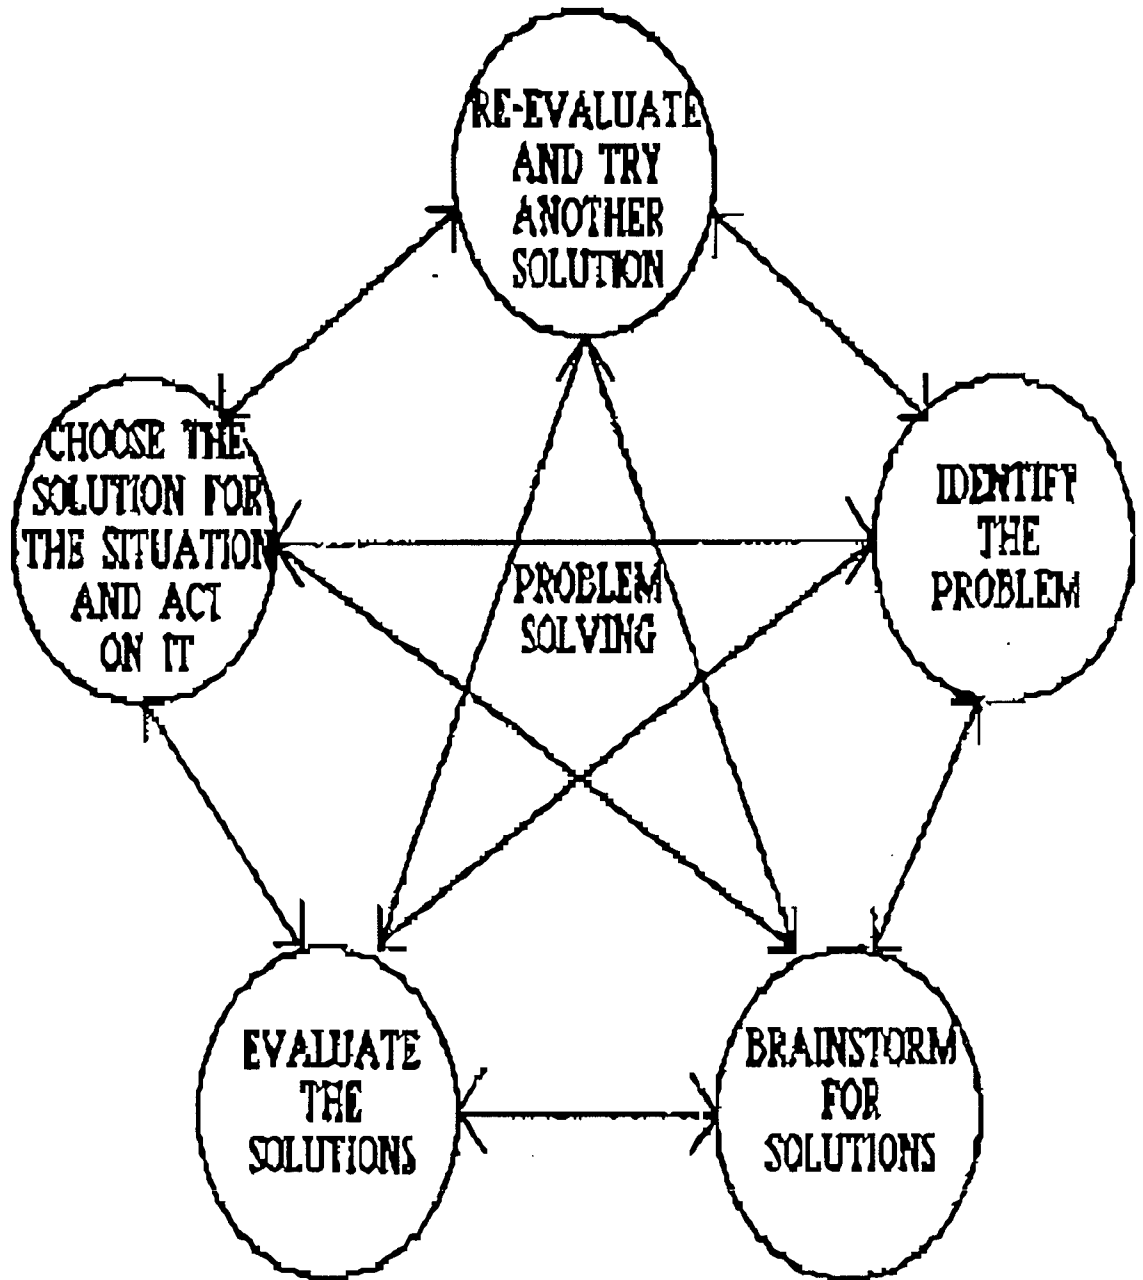 RE-EVALUATE
AND TRY
ANOTHER
SOLUTION
CHOOSE THE
SOLUTION FOR
THE SITUATION
AND ACT
ON IT
IDENTIFY
THE
PROBLEM
PROBLEM
SOLVING
EVALUATE
THE
SOLUTIONS
BRAINSTORM
FOR
SOLUTIONS